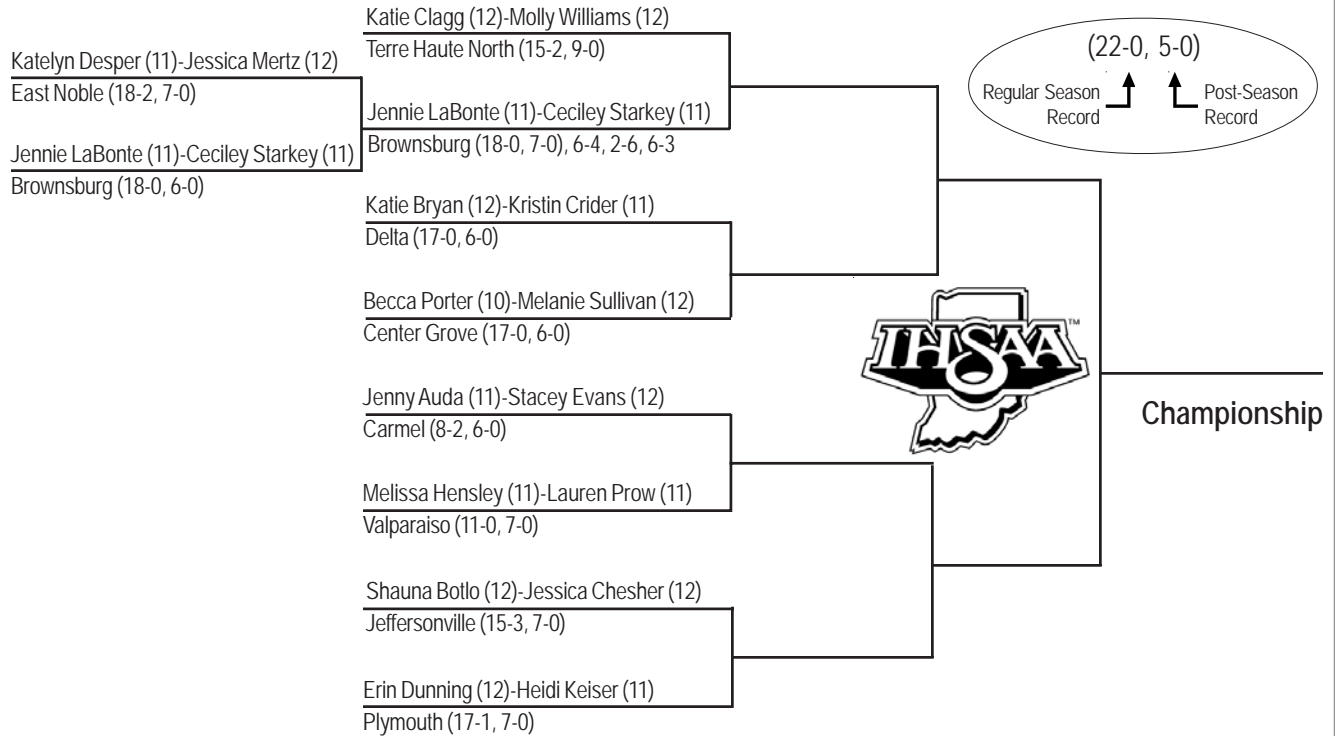 Katelyn Desper (11)-Jessica Mertz (12)
East Noble (18-2, 7-0)
Jennie LaBonte (11)-Ceciley Starkey (11)
Brownsburg (18-0, 6-0)
Katie Clagg (12)-Molly Williams (12)
Terre Haute North (15-2, 9-0)
Jennie LaBonte (11)-Ceciley Starkey (11)
Brownsburg (18-0, 7-0), 6-4, 2-6, 6-3
Katie Bryan (12)-Kristin Crider (11)
Delta (17-0, 6-0)
Becca Porter (10)-Melanie Sullivan (12)
Center Grove (17-0, 6-0)
Jenny Auda (11)-Stacey Evans (12)
Carmel (8-2, 6-0)
Melissa Hensley (11)-Lauren Prow (11)
Valparaiso (11-0, 7-0)
Shauna Botlo (12)-Jessica Chesher (12)
Jeffersonville (15-3, 7-0)
Erin Dunning (12)-Heidi Keiser (11)
Plymouth (17-1, 7-0)
(22-0, 5-0)
Regular Season
Record
Post-Season
Record
IHSAA™
Championship